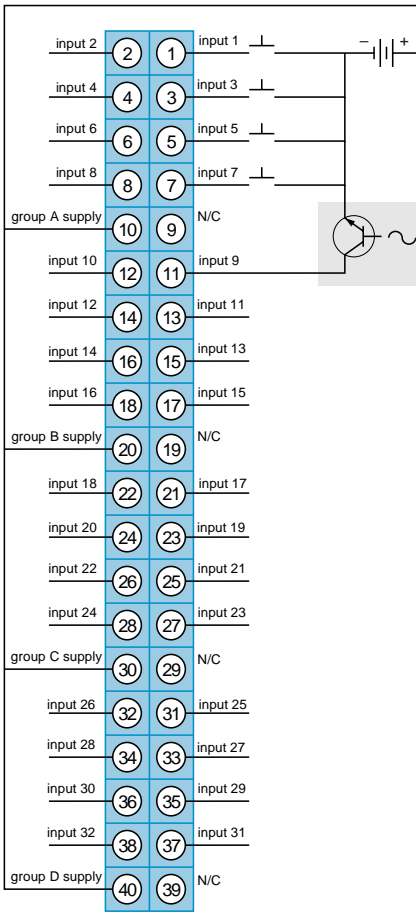 input 2 2 1 input 1 − +
input 4 4 3 input 3
input 6 6 5 input 5
input 8 8 7 input 7
group A supply 10 9 N/C
input 10 12 11 input 9
input 12 14 13 input 11
input 14 16 15 input 13
input 16 18 17 input 15
group B supply 20 19 N/C
input 18 22 21 input 17
input 20 24 23 input 19
input 22 26 25 input 21
input 24 28 27 input 23
group C supply 30 29 N/C
input 26 32 31 input 25
input 28 34 33 input 27
input 30 36 35 input 29
input 32 38 37 input 31
group D supply 40 39 N/C